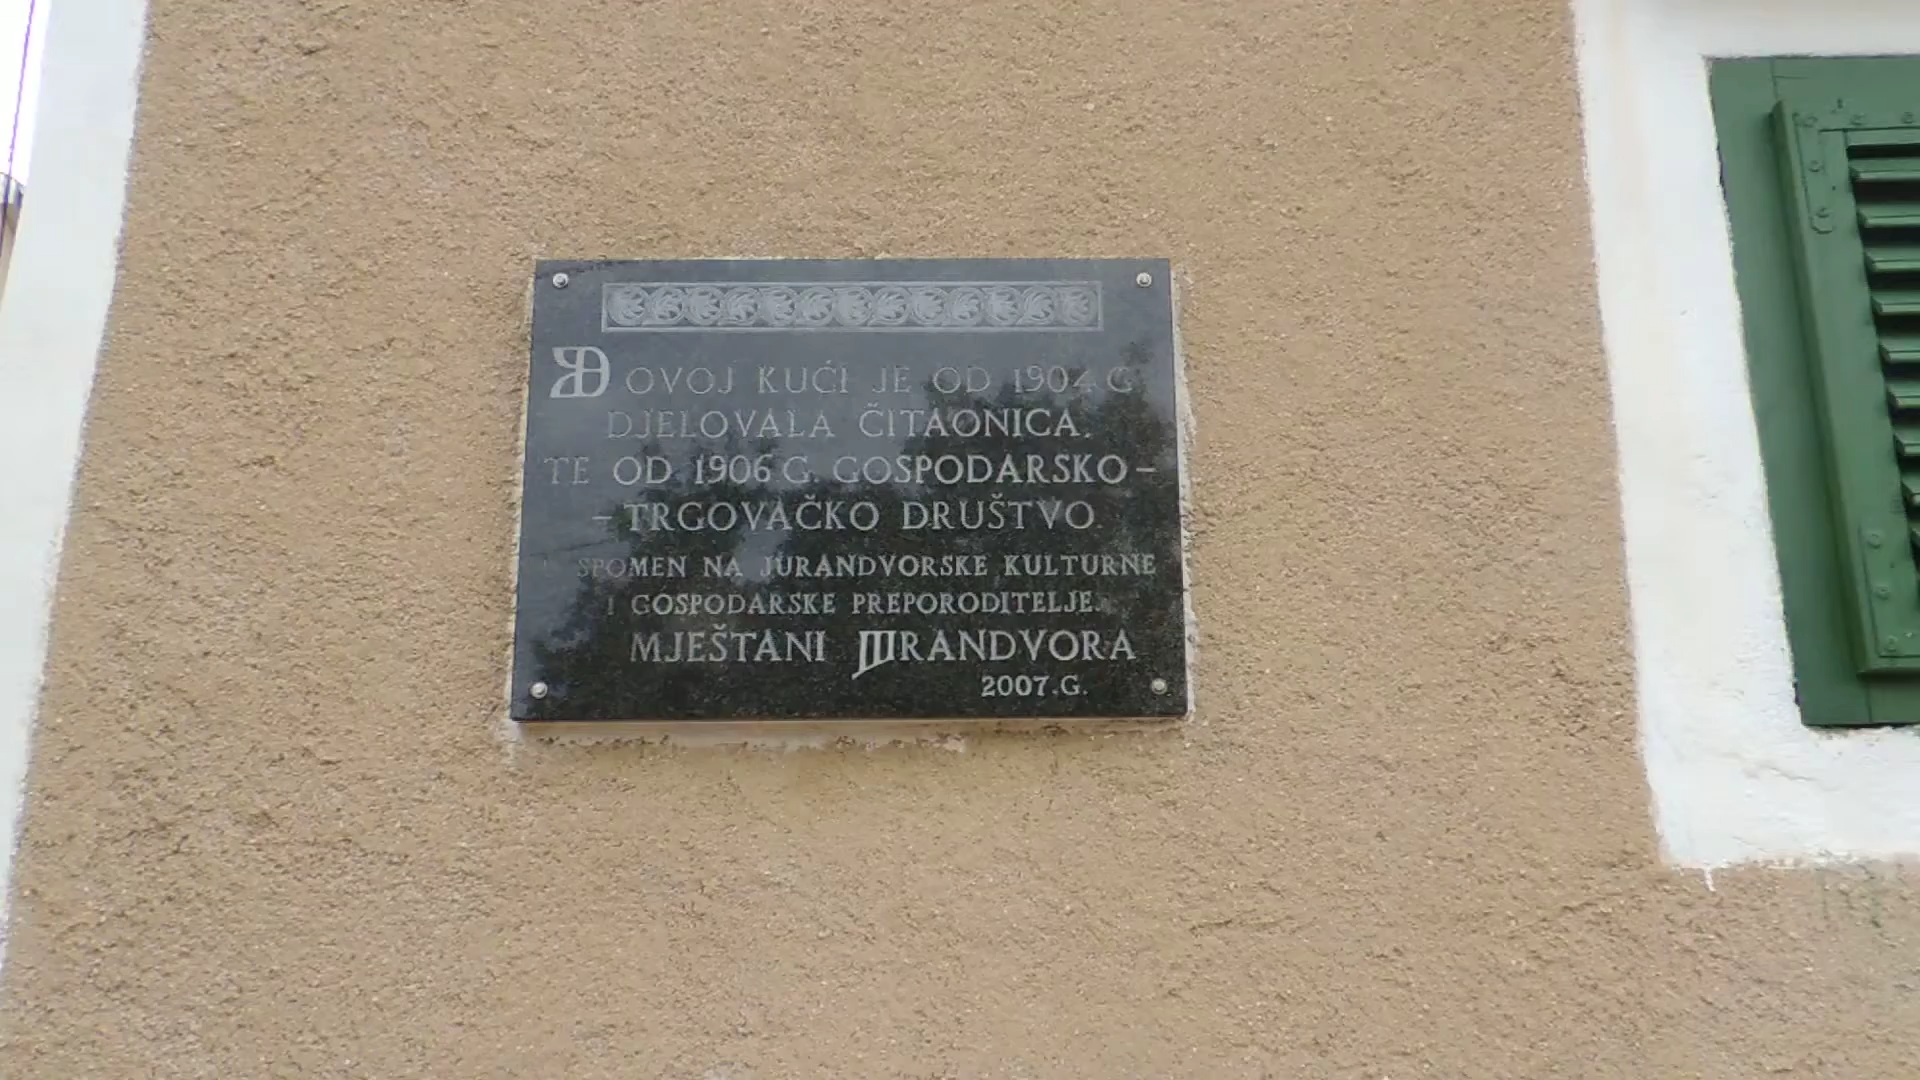 OVOJ KUĆI JE OD 1904 G
DJELOVALA ČITAONICA,
TE OD 1906 G. GOSPODARSKO –
– TRGOVAČKO DRUŠTVO.
SPOMEN NA JURANDVORSKE KULTURNE
I GOSPODARSKE PREPORODITELJE.
MJEŠTANI ⰣRANDVORA
2007.G.